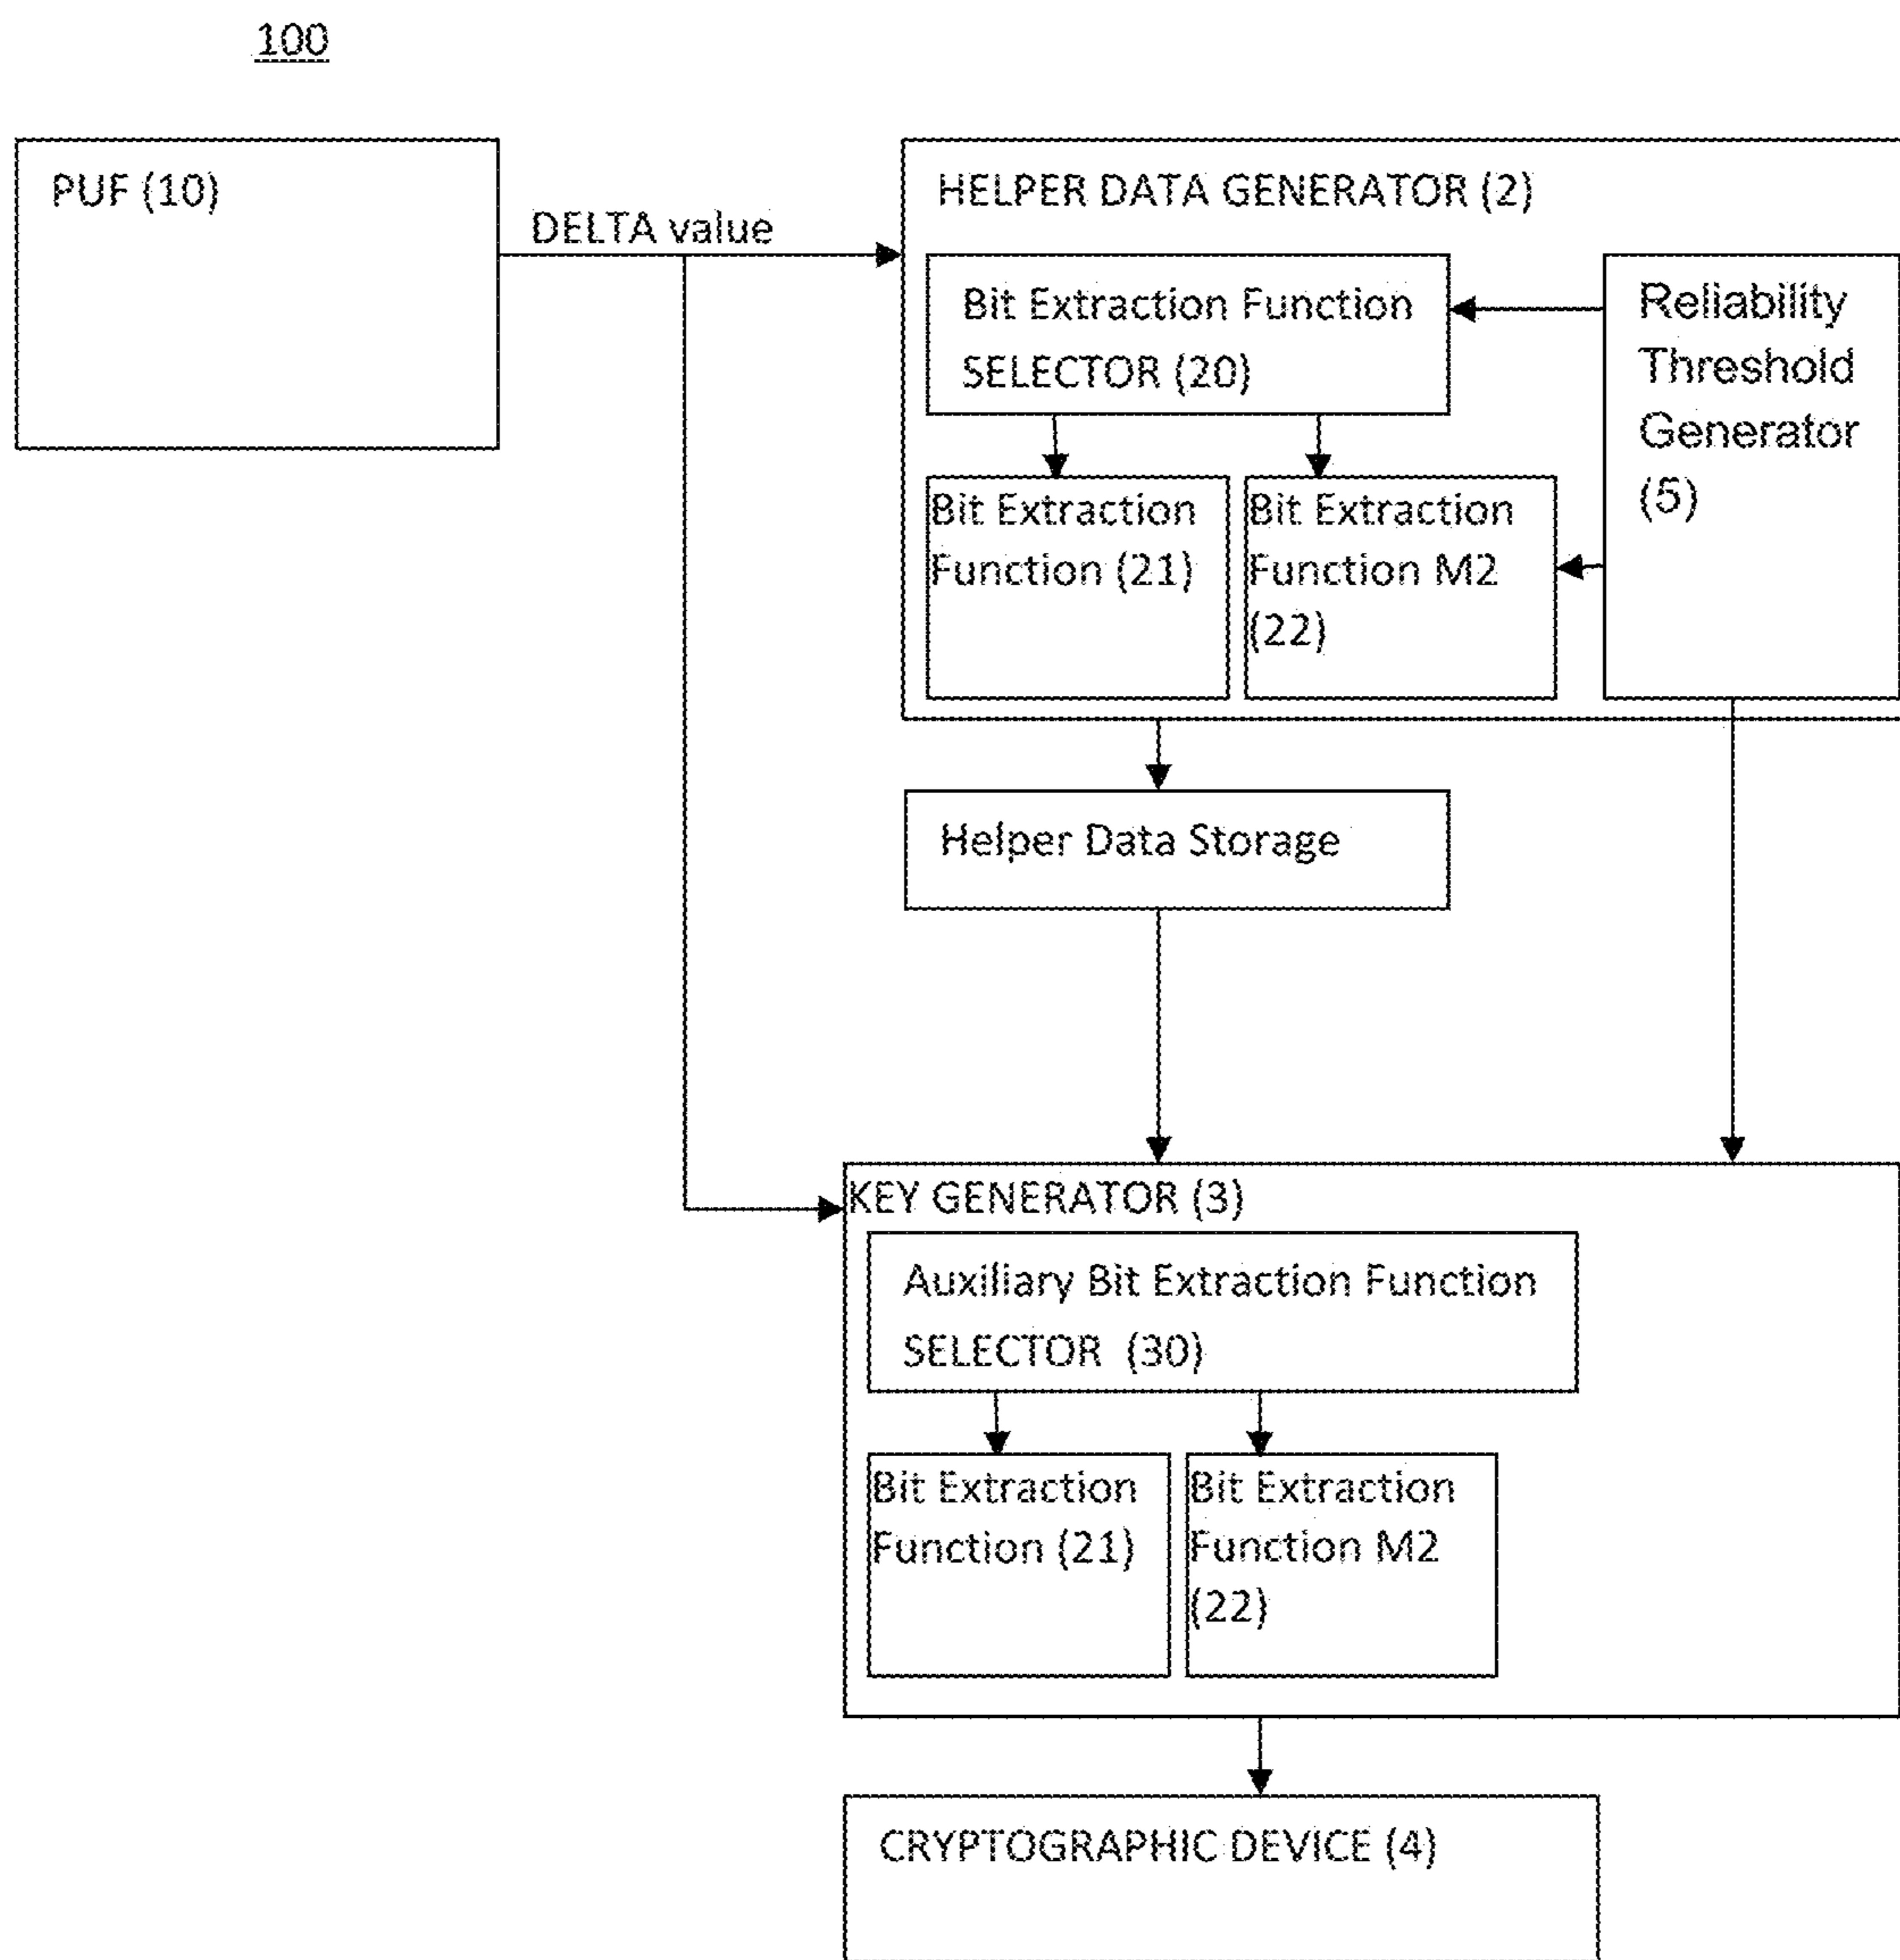 100
PUF (10)
DELTA value
HELPER DATA GENERATOR (2)
Bit Extraction Function
SELECTOR (20)
Reliability
Threshold
Generator
(5)
Bit Extraction
Function (21)
Bit Extraction
Function M2
(22)
Helper Data Storage
KEY GENERATOR (3)
Auxiliary Bit Extraction Function
SELECTOR (30)
Bit Extraction
Function (21)
Bit Extraction
Function M2
(22)
CRYPTOGRAPHIC DEVICE (4)